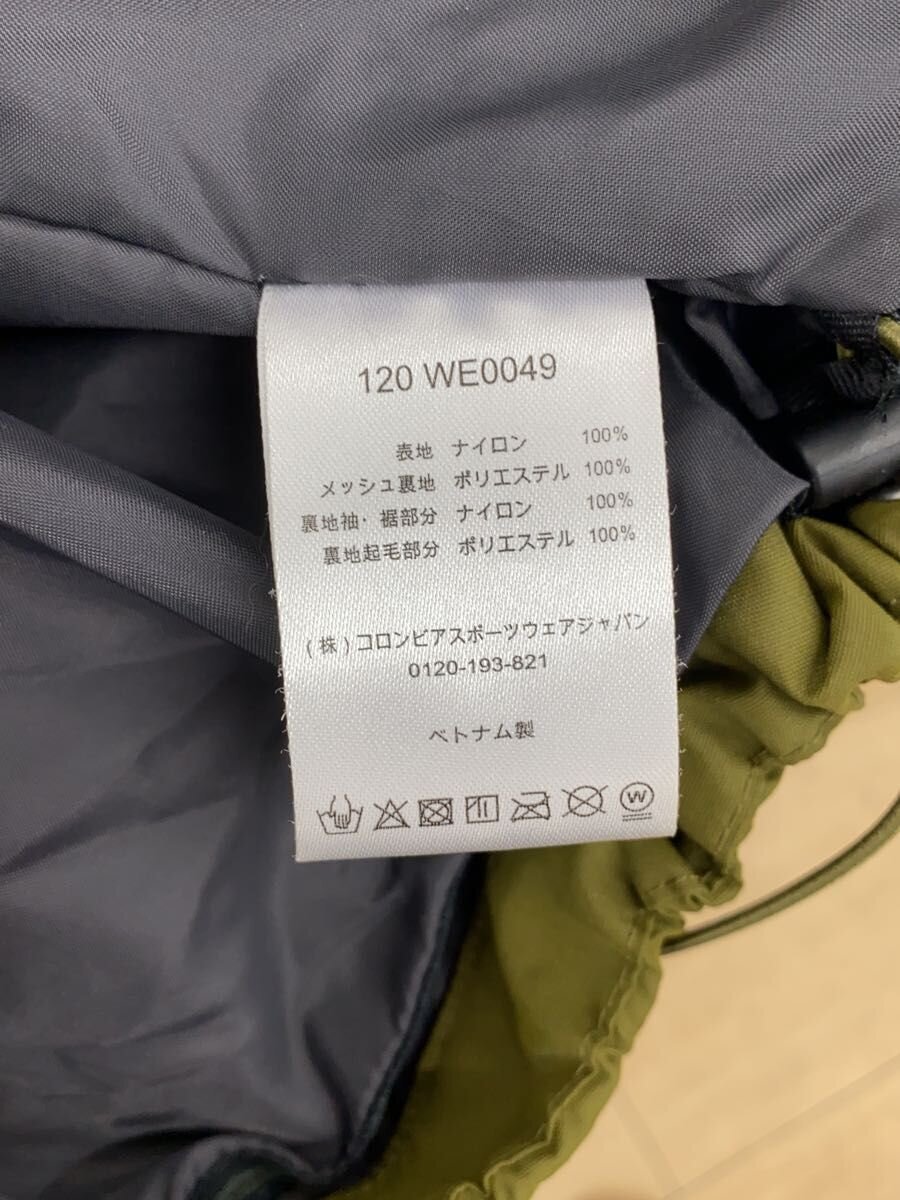 120 WE0049
表地 ナイロン 100%
メッシュ裏地 ポリエステル 100%
裏地袖・裾部分 ナイロン 100%
裏地起毛部分 ポリエステル 100%
(株)コロンビアスポーツウェアジャパン
0120-193-821
ベトナム製
W